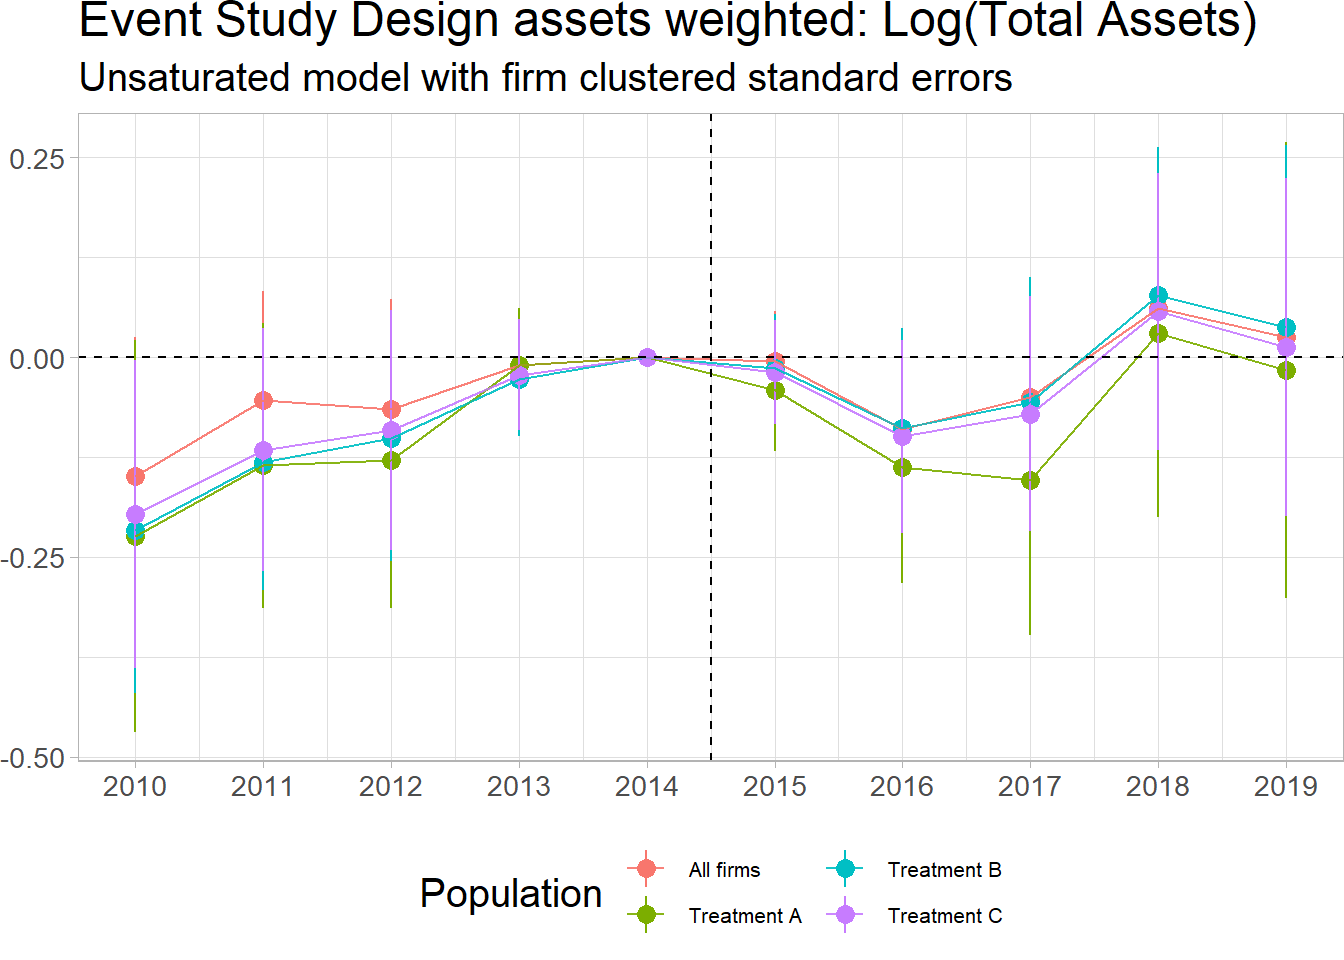 Event Study Design assets weighted: Log(Total Assets)
Unsaturated model with firm clustered standard errors
0.25
0.00
-0.25
-0.50
2010 2011 2012 2013 2014 2015 2016 2017 2018 2019
Population
All firms
Treatment B
Treatment A
Treatment C